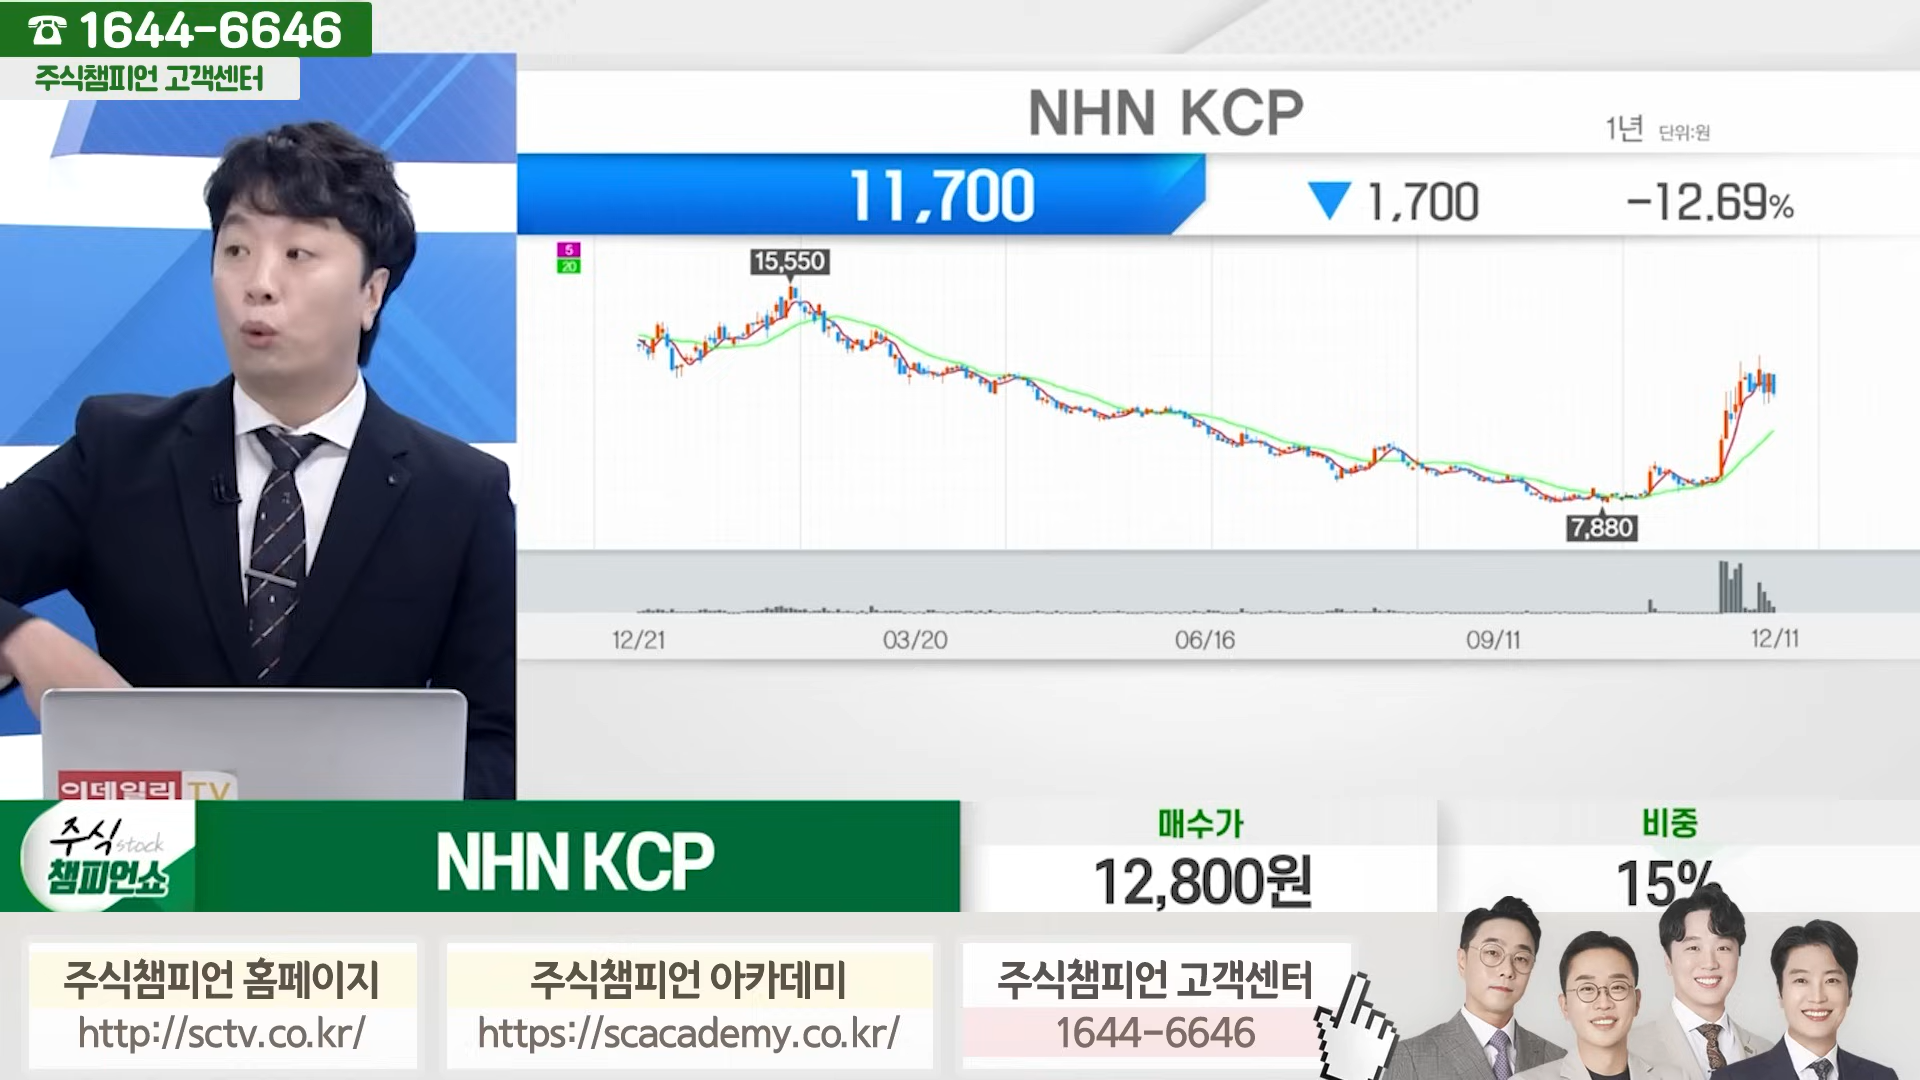 ☎ 1644-6646
주식챔피언 고객센터
NHN KCP
1년 단위:원
11,700 ▼ 1,700 -12.69%
5
20
15,550
7,880
12/21 03/20 06/16 09/11 12/11
이데일리 TV
주식 stock
챔피언쇼
NHN KCP
매수가
12,800원
비중
15%
주식챔피언 홈페이지
http://sctv.co.kr/
주식챔피언 아카데미
https://scacademy.co.kr/
주식챔피언 고객센터
1644-6646